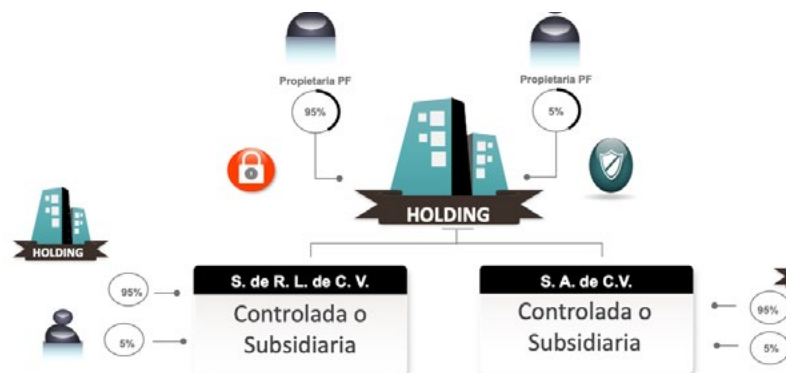 Propietaria PF
Propietaria PF
95%
5%
HOLDING
HOLDING
S. de R. L. de C. V.
S. A. de C.V.
95%
Controlada o
Subsidiaria
Controlada o
Subsidiaria
95%
5%
5%